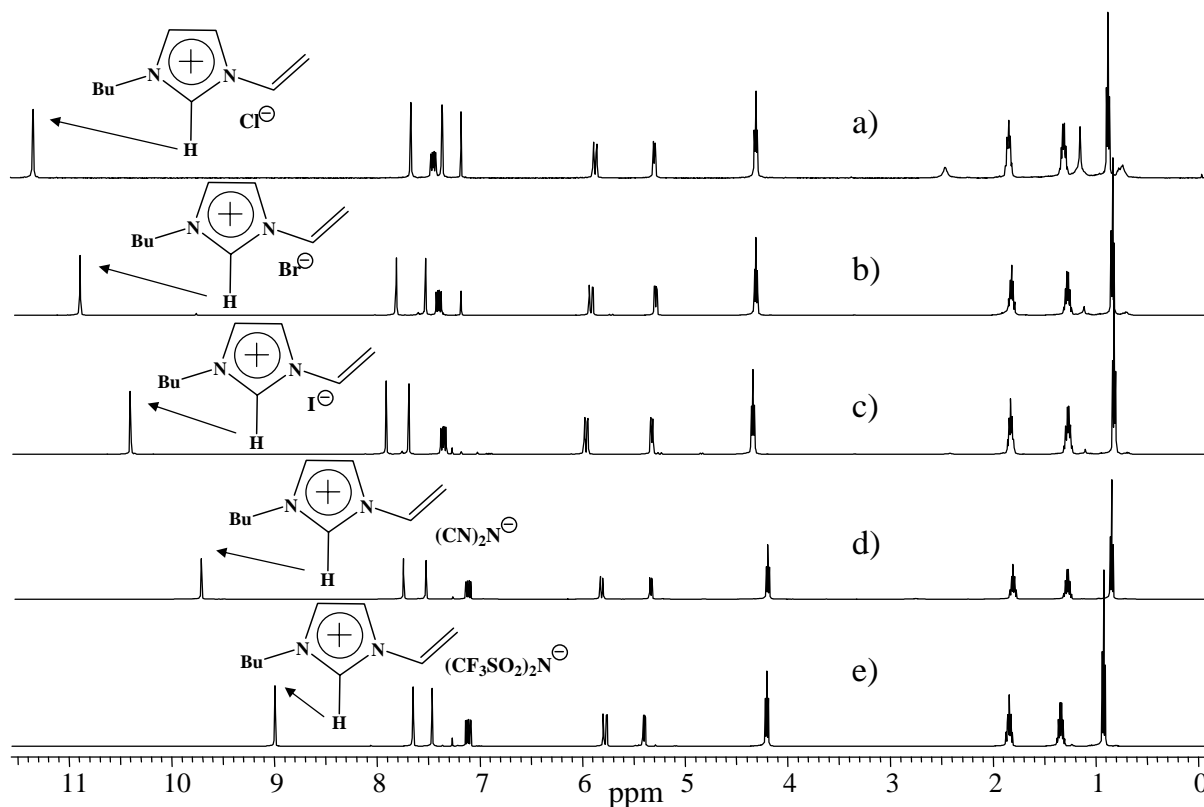 N + N
Bu
Cl⊖
H
a)
N + N
Bu
Br⊖
H
b)
N + N
Bu
I⊖
H
c)
N + N
Bu
(CN)₂N⊖
H
d)
N + N
Bu
(CF₃SO₂)₂N⊖
H
e)
11 10 9 8 7 6 5 4 3 2 1 0
ppm